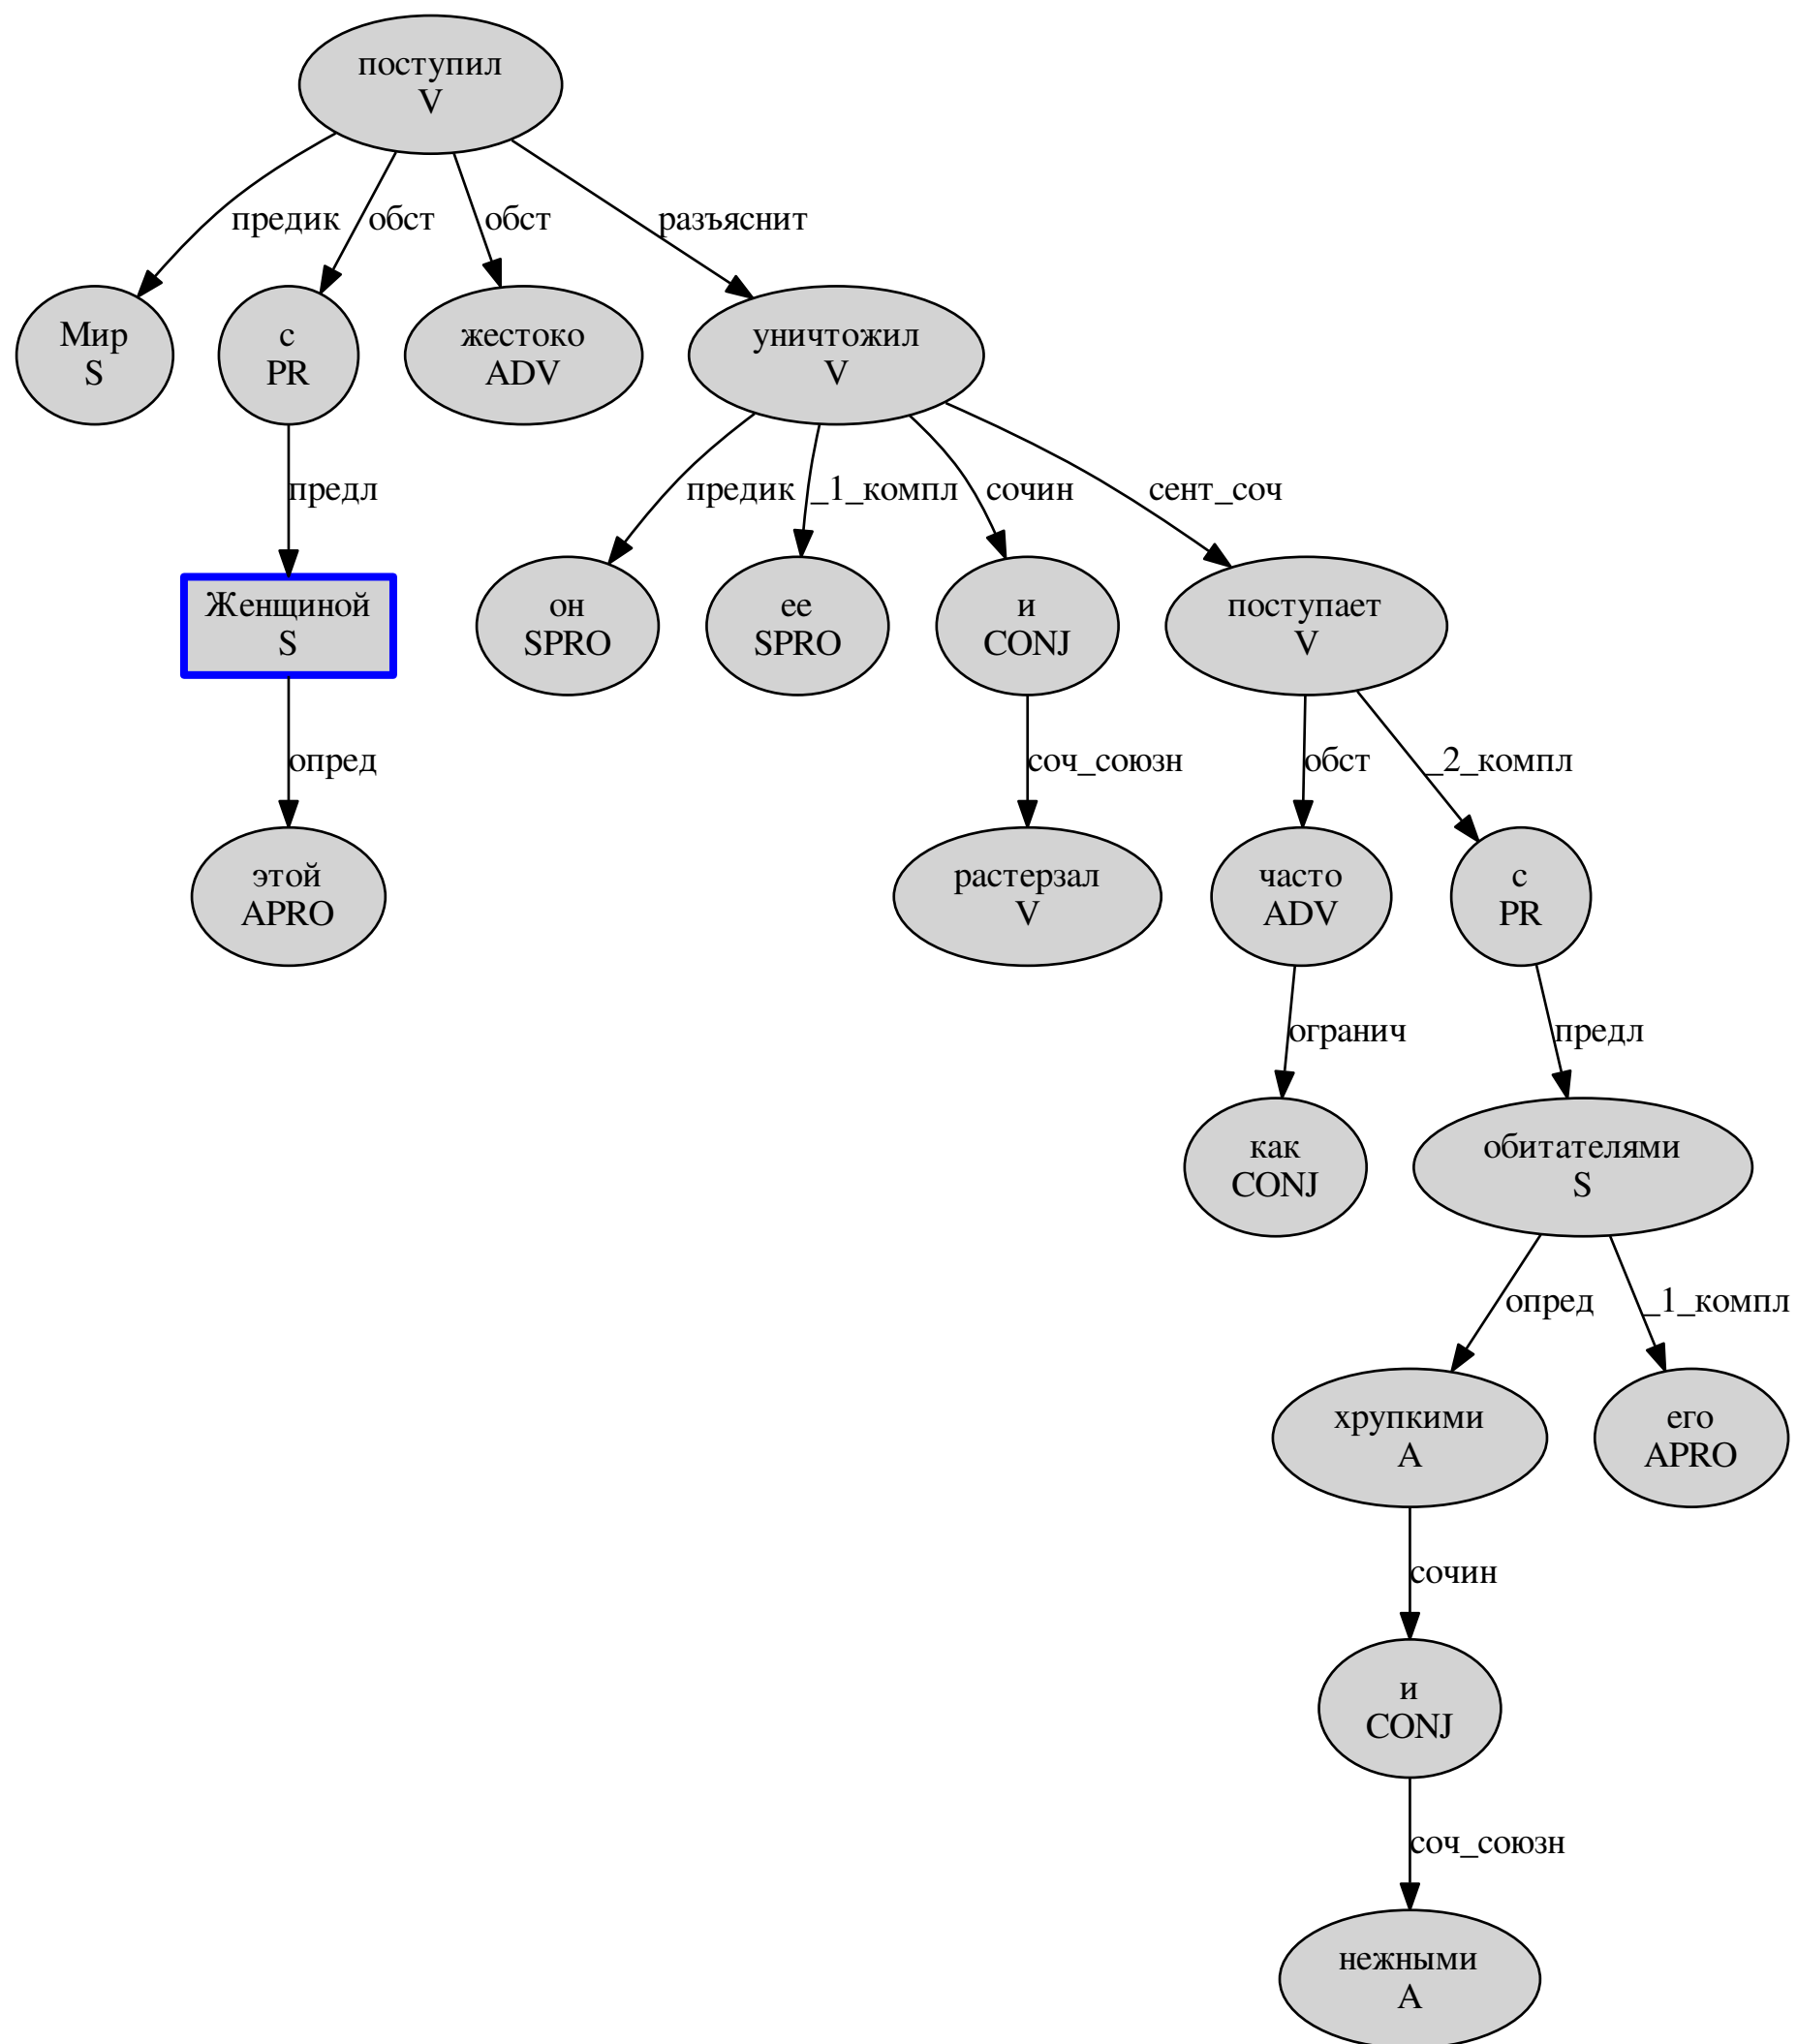 поступил
V
предик
обст
обст
разъяснит
Мир
S
с
PR
жестоко
ADV
уничтожил
V
предл
предик
_1_компл
сочин
сент_соч
Женщиной
S
он
SPRO
ее
SPRO
и
CONJ
поступает
V
опред
соч_союзн
обст
_2_компл
этой
APRO
растерзал
V
часто
ADV
с
PR
огранич
предл
как
CONJ
обитателями
S
опред
_1_компл
хрупкими
A
его
APRO
сочин
и
CONJ
соч_союзн
нежными
A